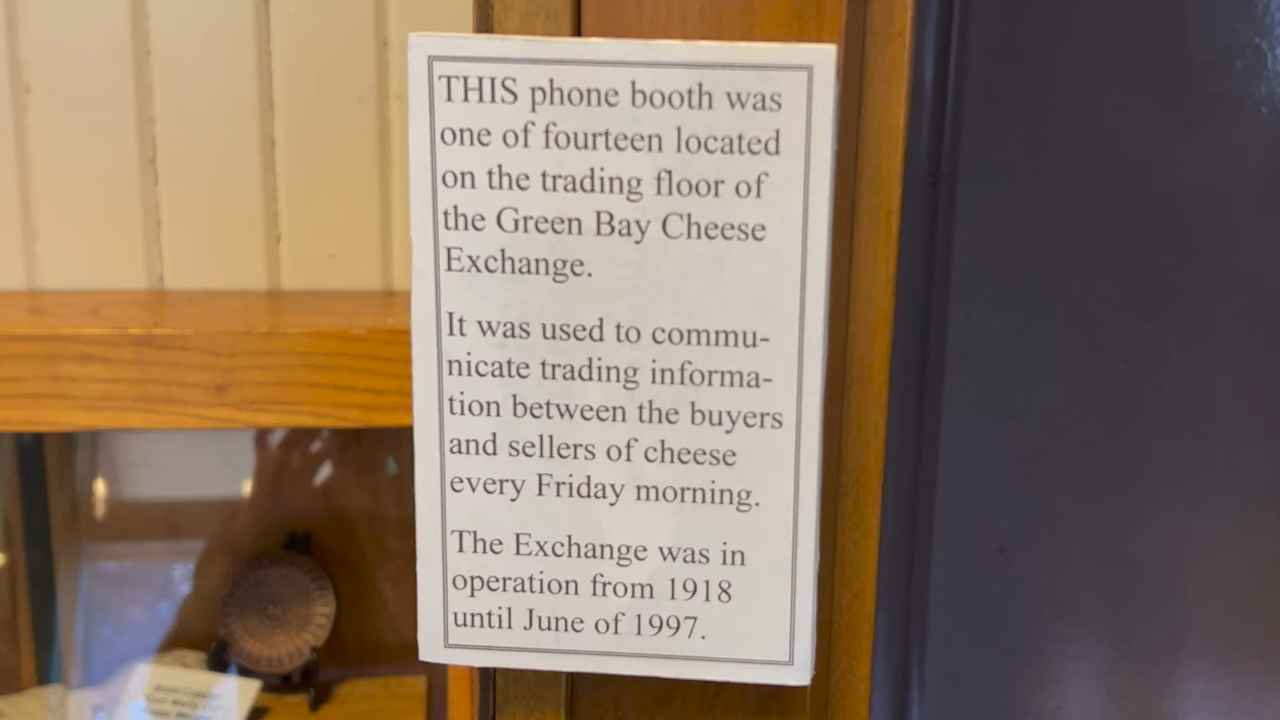 THIS phone booth was
one of fourteen located
on the trading floor of
the Green Bay Cheese
Exchange.
It was used to commu-
nicate trading informa-
tion between the buyers
and sellers of cheese
every Friday morning.
The Exchange was in
operation from 1918
until June of 1997.